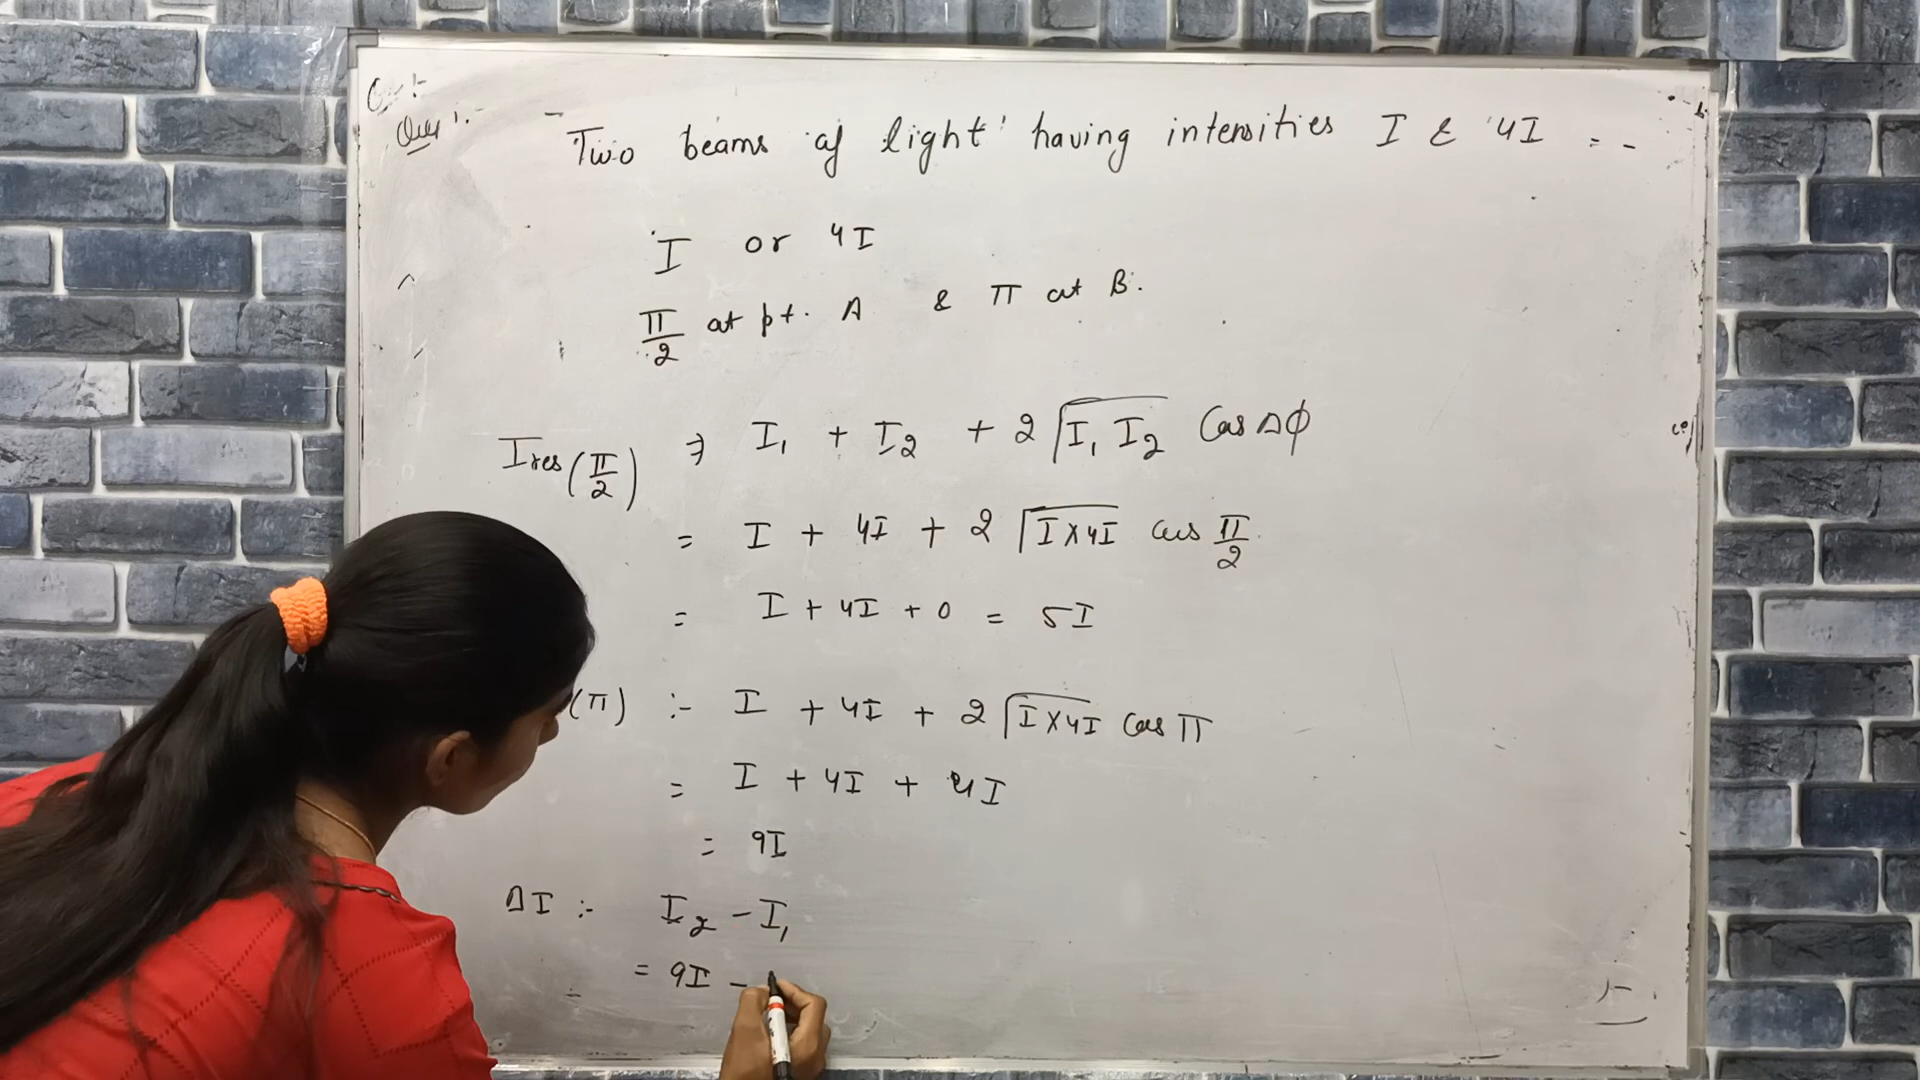 Ques 1. Two beams of light having intensities I & 4I --
I or 4I
π/2 at pt. A & π at B.
Ires(π/2) ⇒ I₁ + I₂ + 2√I₁ I₂ Cos Δϕ
= I + 4I + 2 √I×4I cos π/2
= I + 4I + 0 = 5I
(π) :- I + 4I + 2√I×4I cos π
= I + 4I + 4I
= 9I
ΔI :- I₂ - I₁
= 9I -